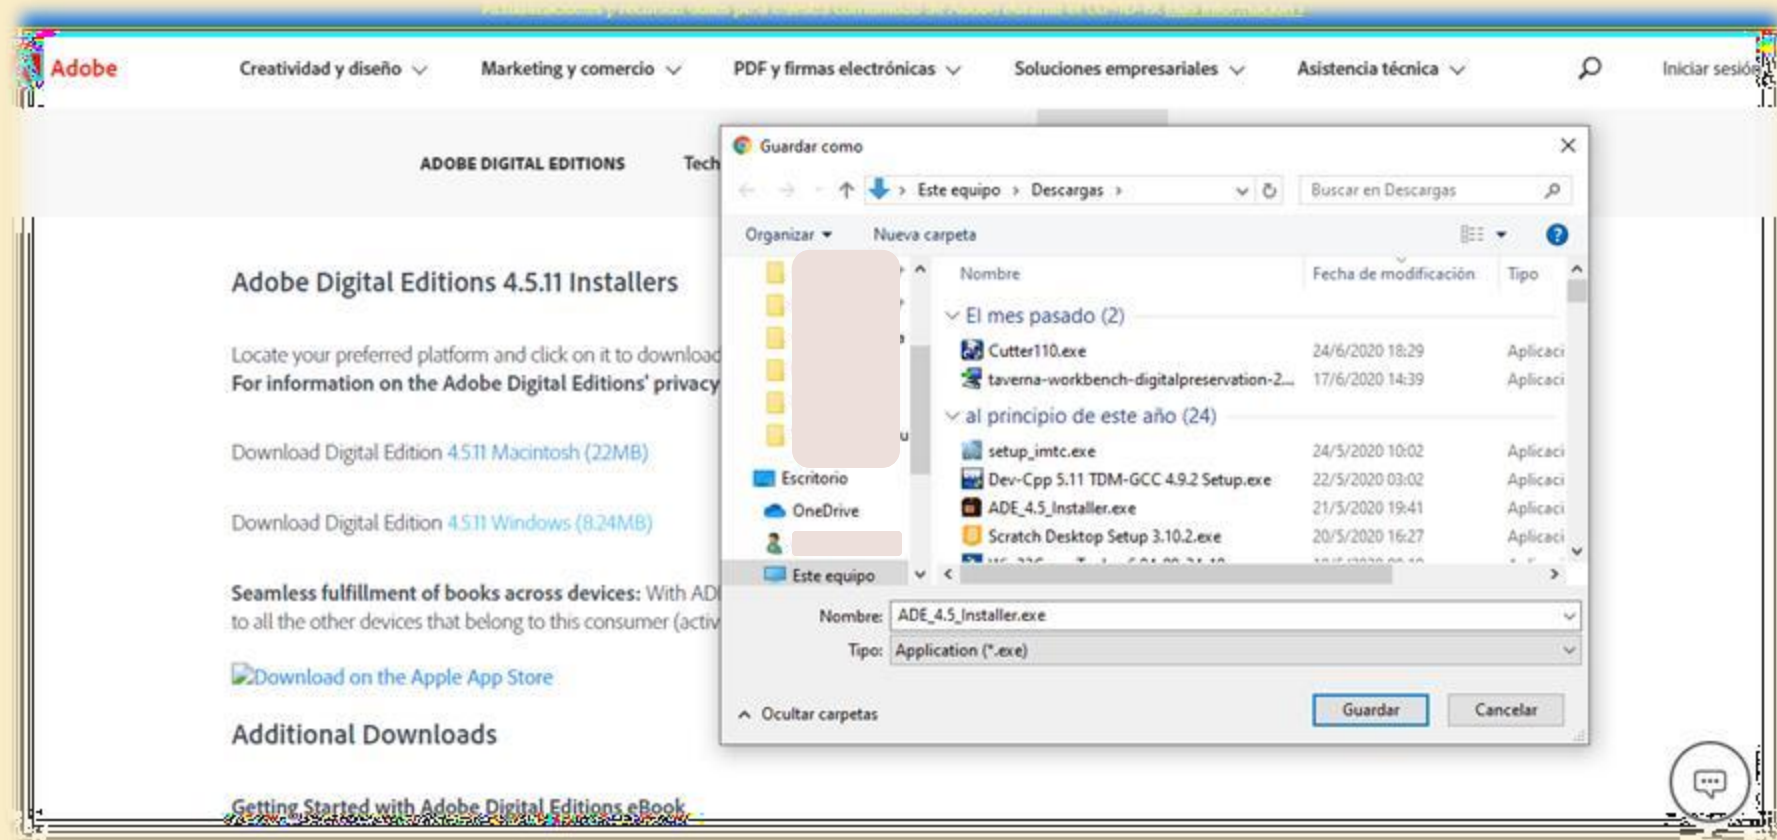 Adobe
Creatividad y diseño
Marketing y comercio
PDF y firmas electrónicas
Soluciones empresariales
Asistencia técnica
Iniciar sesión
ADOBE DIGITAL EDITIONS
Tech
Adobe Digital Editions 4.5.11 Installers
Locate your preferred platform and click on it to download
For information on the Adobe Digital Editions' privacy
Download Digital Edition 4.5.11 Macintosh (22MB)
Download Digital Edition 4.5.11 Windows (8.24MB)
Seamless fulfillment of books across devices: With AD
to all the other devices that belong to this consumer (activ
Download on the Apple App Store
Additional Downloads
Getting Started with Adobe Digital Editions eBook
Guardar como
Este equipo > Descargas >
Buscar en Descargas
Organizar
Nueva carpeta
Escritorio
OneDrive
Este equipo
Nombre
Fecha de modificación
Tipo
El mes pasado (2)
Cutter110.exe 24/6/2020 18:29 Aplicaci
taverna-workbench-digitalpreservation-2... 17/6/2020 14:39 Aplicaci
al principio de este año (24)
setup_imtc.exe 24/5/2020 10:02 Aplicaci
Dev-Cpp 5.11 TDM-GCC 4.9.2 Setup.exe 22/5/2020 03:02 Aplicaci
ADE_4.5_Installer.exe 21/5/2020 19:41 Aplicaci
Scratch Desktop Setup 3.10.2.exe 20/5/2020 16:27 Aplicaci
Nombre: ADE_4.5_Installer.exe
Tipo: Application (*.exe)
Ocultar carpetas
Guardar
Cancelar